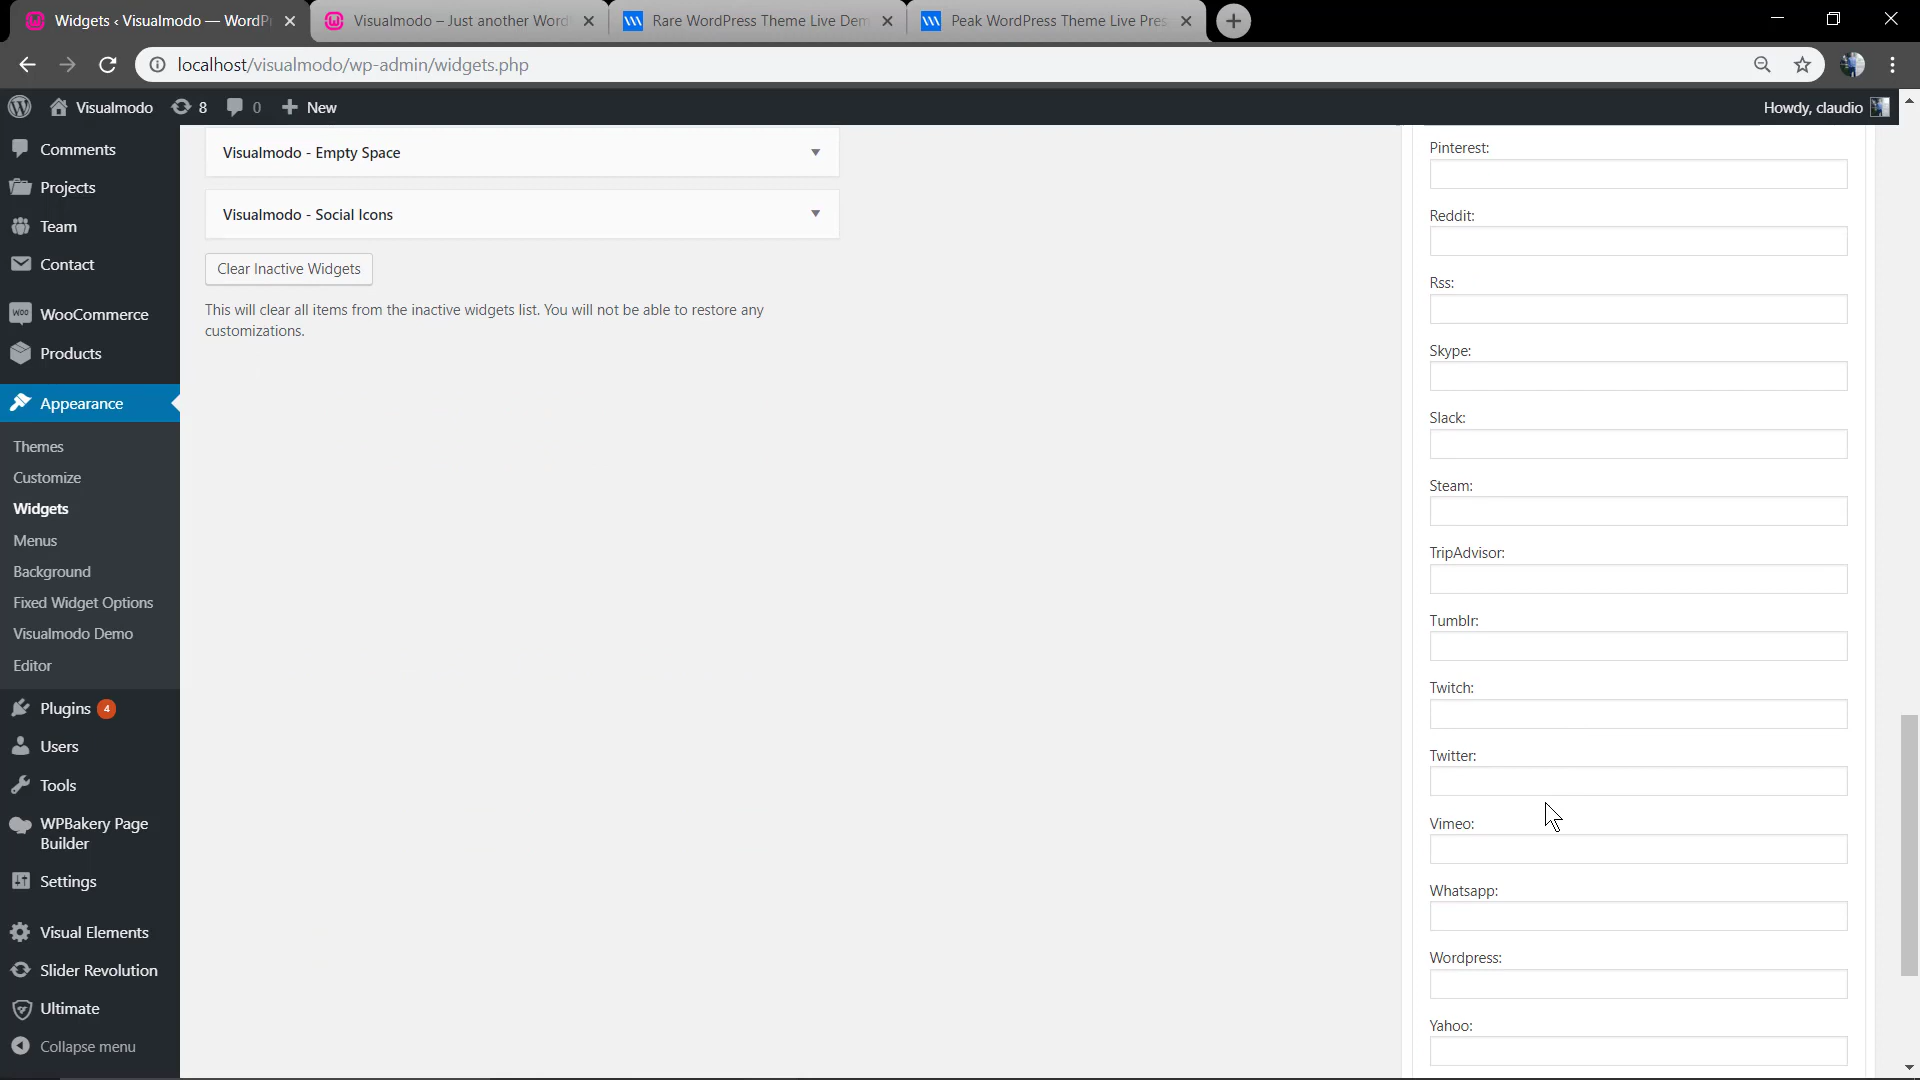 Widgets ‹ Visualmodo — WordP
Visualmodo – Just another Word
Rare WordPress Theme Live Dem
Peak WordPress Theme Live Pres
localhost/visualmodo/wp-admin/widgets.php
Visualmodo
8
0
New
Howdy, claudio
Comments
Projects
Team
Contact
WOO
WooCommerce
Products
Appearance
Themes
Customize
Widgets
Menus
Background
Fixed Widget Options
Visualmodo Demo
Editor
Plugins 4
Users
Tools
WPBakery Page
Builder
Settings
Visual Elements
Slider Revolution
Ultimate
Collapse menu
Visualmodo - Empty Space
Visualmodo - Social Icons
Clear Inactive Widgets
This will clear all items from the inactive widgets list. You will not be able to restore any
customizations.
Pinterest:
Reddit:
Rss:
Skype:
Slack:
Steam:
TripAdvisor:
Tumblr:
Twitch:
Twitter:
Vimeo:
Whatsapp:
Wordpress:
Yahoo: